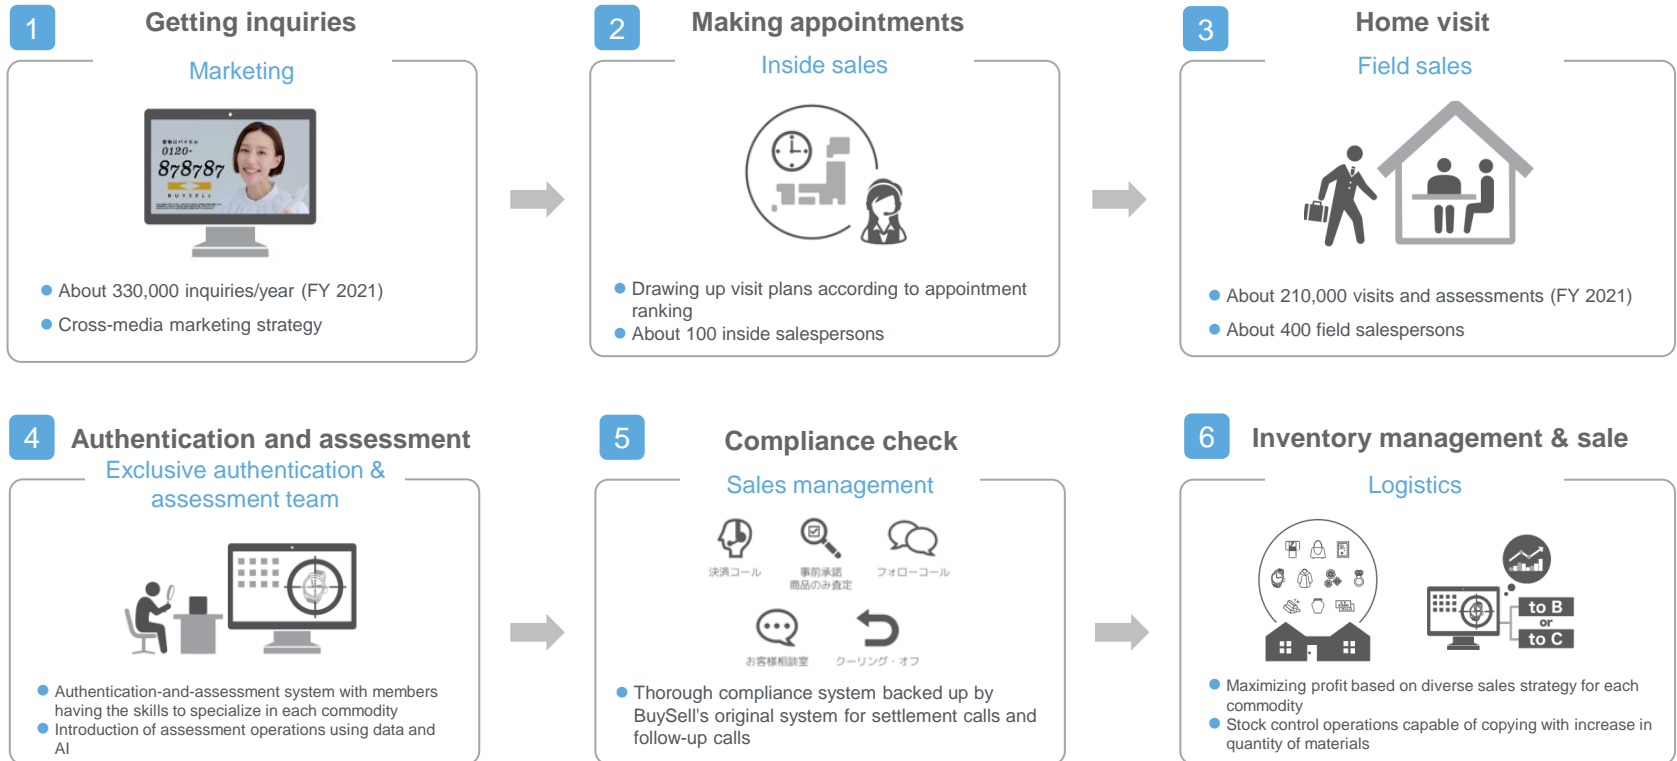 1
Getting inquiries
Marketing
0120-
878787
BUYSELL
About 330,000 inquiries/year (FY 2021)
Cross-media marketing strategy
2
Making appointments
Inside sales
Drawing up visit plans according to appointment
ranking
About 100 inside salespersons
3
Home visit
Field sales
About 210,000 visits and assessments (FY 2021)
About 400 field salespersons
4
Authentication and assessment
Exclusive authentication &
assessment team
Authentication-and-assessment system with members
having the skills to specialize in each commodity
Introduction of assessment operations using data and
AI
5
Compliance check
Sales management
決済コール
事前承諾
商品のみ査定
フォローコール
お客様相談室
クーリング・オフ
Thorough compliance system backed up by
BuySell's original system for settlement calls and
follow-up calls
6
Inventory management & sale
Logistics
to B
or
to C
Maximizing profit based on diverse sales strategy for each
commodity
Stock control operations capable of copying with increase in
quantity of materials